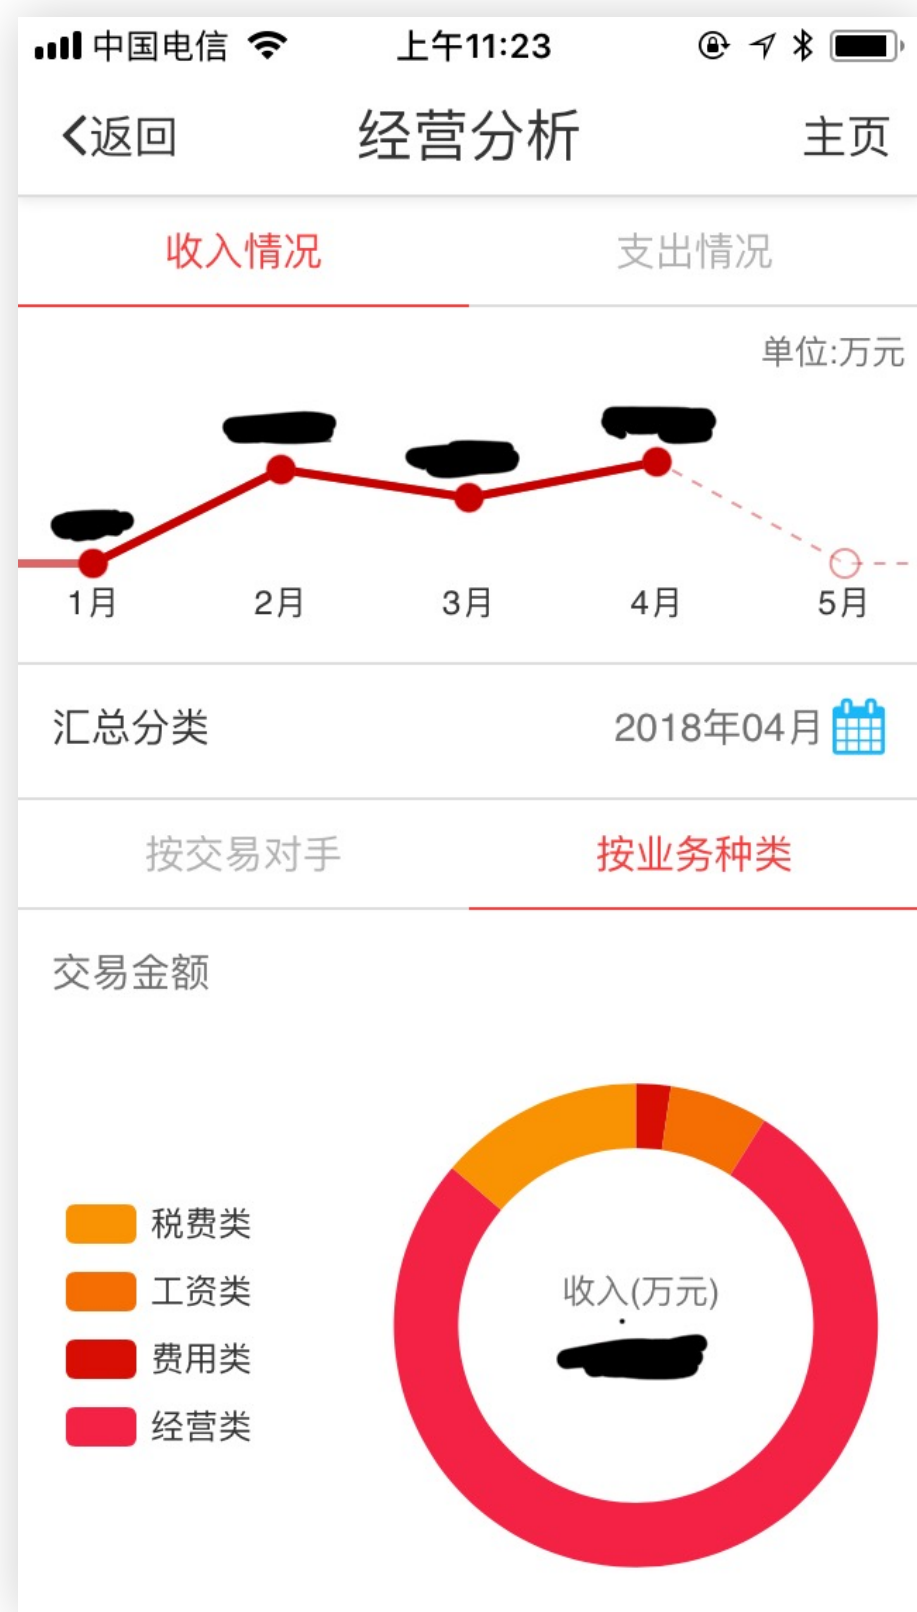 中国电信 上午11:23
返回 经营分析 主页
收入情况 支出情况
单位:万元
1月 2月 3月 4月 5月
汇总分类 2018年04月
按交易对手 按业务种类
交易金额
税费类
工资类
费用类
经营类
收入(万元)